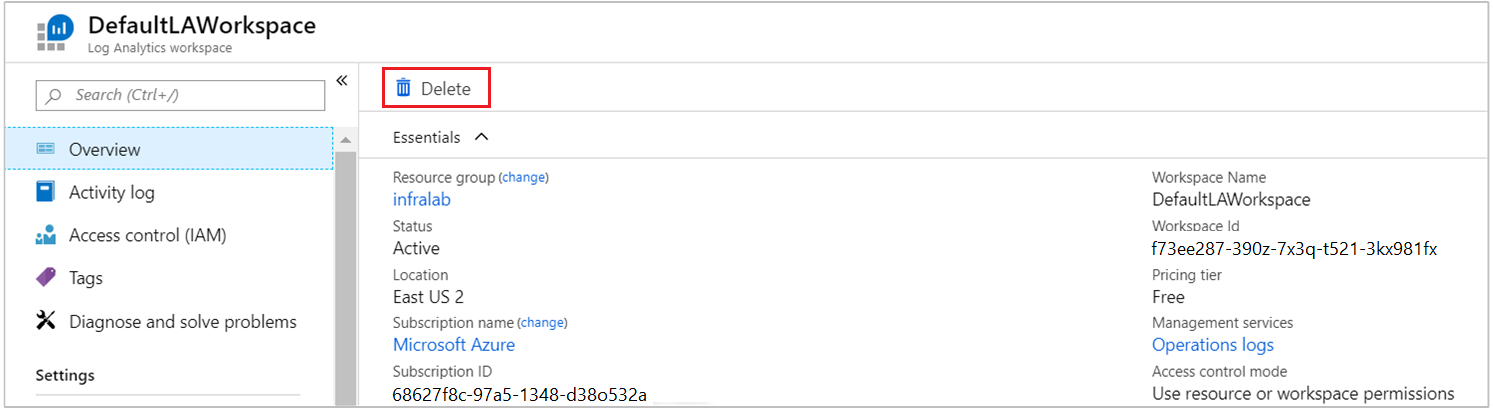 DefaultLAWorkspace
Log Analytics workspace
Search (Ctrl+/)
«
Overview
Activity log
Access control (IAM)
Tags
Diagnose and solve problems
Settings
Delete
Essentials
Resource group (change)
infralab
Status
Active
Location
East US 2
Subscription name (change)
Microsoft Azure
Subscription ID
68627f8c-97a5-1348-d38o532a
Workspace Name
DefaultLAWorkspace
Workspace Id
f73ee287-390z-7x3q-t521-3kx981fx
Pricing tier
Free
Management services
Operations logs
Access control mode
Use resource or workspace permissions